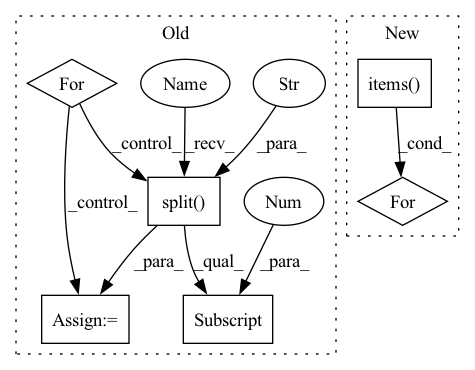 Old
New
For
Name
Str
items()
_control_
_recv_
_para_
_cond_
_control_
split()
Num
For
_para_
_qual_
_para_
Assign:=
Subscript